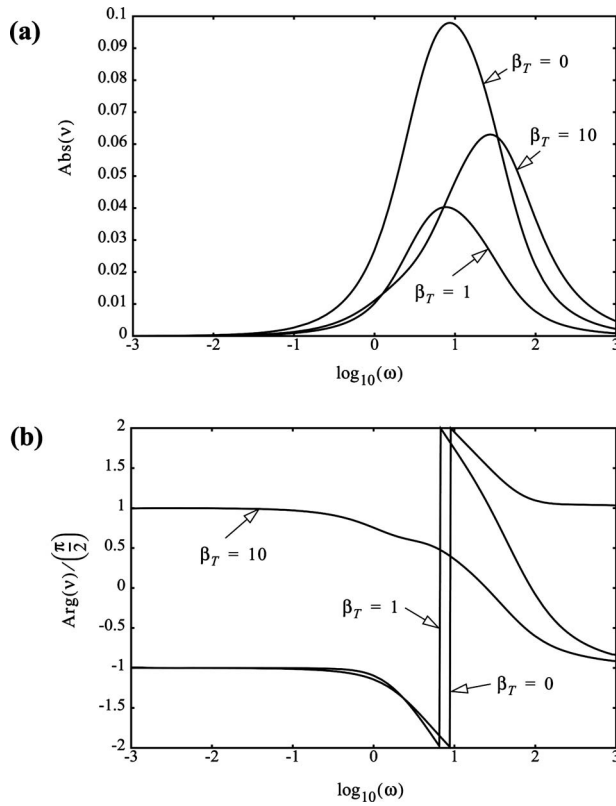 (a)
0.1
0.09
0.08
0.07
0.06
0.05
0.04
0.03
0.02
0.01
0
Abs(ν)
β_T = 0
β_T = 10
β_T = 1
-3
-2
-1
0
1
2
3
log₁₀(ω)
(b)
2
1.5
1
0.5
0
-0.5
-1
-1.5
-2
Arg(ν)/(π/2)
β_T = 10
β_T = 1
β_T = 0
-3
-2
-1
0
1
2
3
log₁₀(ω)